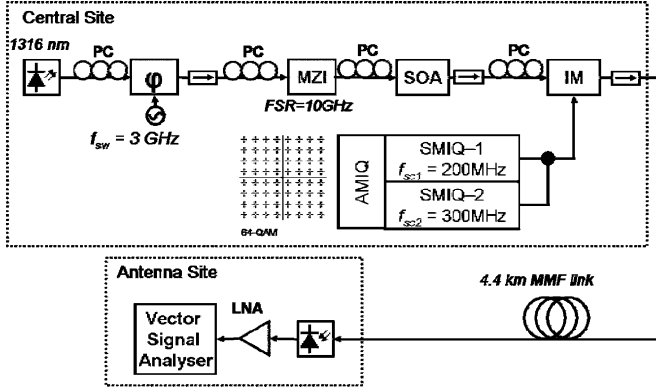 Central Site
1316 nm
PC
φ
PC
MZI
PC
SOA
PC
IM
FSR=10GHz
f_sw = 3 GHz
64-QAM
AMIQ
SMIQ–1
f_sc1 = 200MHz
SMIQ–2
f_sc2 = 300MHz
Antenna Site
Vector
Signal
Analyser
LNA
4.4 km MMF link